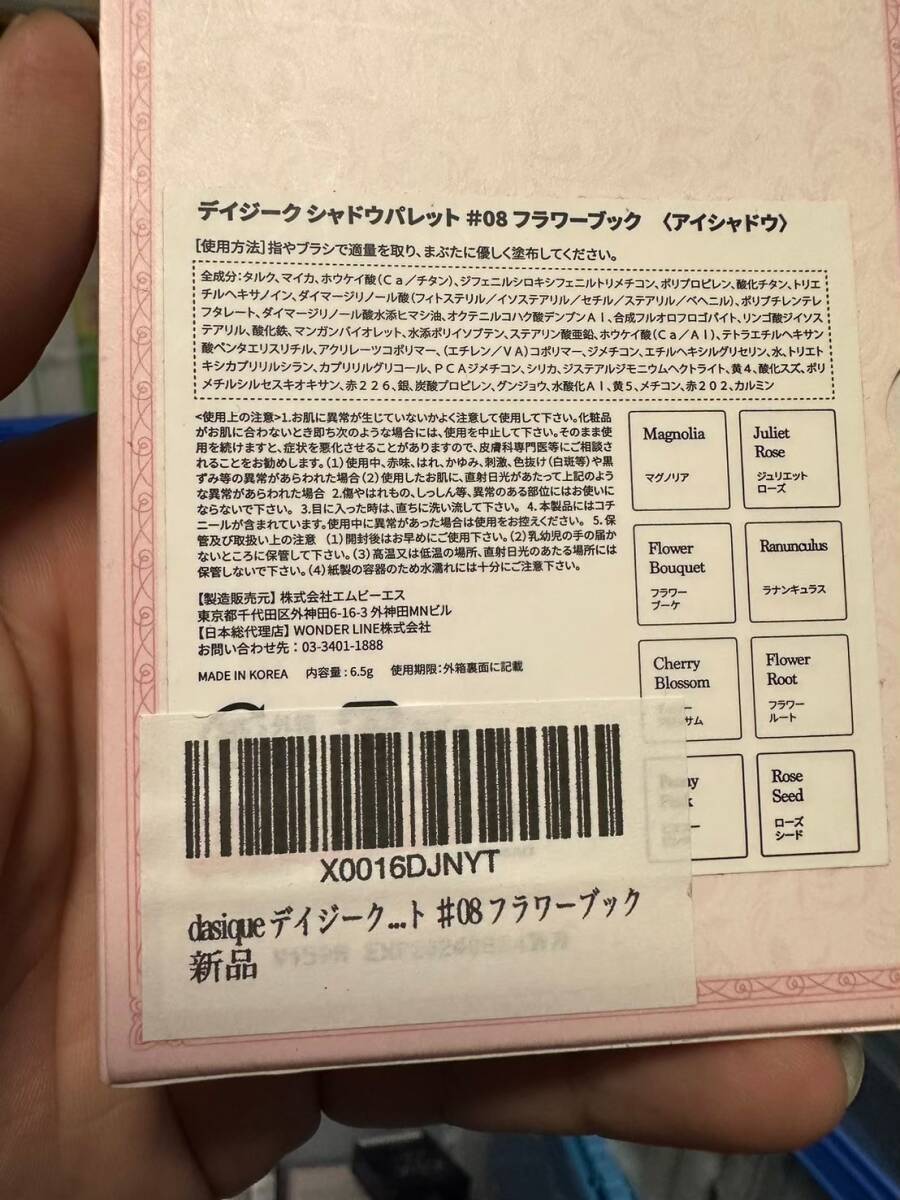 デイジーク シャドウパレット #08 フラワーブック 〈アイシャドウ〉
[使用方法]指やブラシで適量を取り、まぶたに優しく塗布してください。
全成分:タルク、マイカ、ホウケイ酸(Ca/チタン)、ジフェニルシロキシフェニルトリメチコン、ポリプロピレン、酸化チタン、トリエ
チルヘキサノイン、ダイマージリノール酸(フィトステリル/イソステアリル/セチル/ステアリル/ベヘニル)、ポリブチレンテレ
フタレート、ダイマージリノール酸水添ヒマシ油、オクテニルコハク酸デンプンAl、合成フルオロフロゴパイト、リンゴ酸ジイソス
テアリル、酸化鉄、マンガンバイオレット、水添ポリイソブテン、ステアリン酸亜鉛、ホウケイ酸(Ca/Al)、テトラエチルヘキサン
酸ペンタエリスリチル、アクリレーツコポリマー、(エチレン/VA)コポリマー、ジメチコン、エチルヘキシルグリセリン、水、トリエト
キシカプリリルシラン、カプリリルグリコール、PCAジメチコン、シリカ、ジステアルジモニウムヘクトライト、黄4、酸化スズ、ポリ
メチルシルセスキオキサン、赤226、銀、炭酸プロピレン、グンジョウ、水酸化Al、黄5、メチコン、赤202、カルミン
<使用上の注意>1.お肌に異常が生じていないかよく注意して使用して下さい。化粧品
がお肌に合わないとき即ち次のような場合には、使用を中止して下さい。そのまま使
用を続けますと、症状を悪化させることがありますので、皮膚科専門医等にご相談さ
れることをお勧めします。(1)使用中、赤味、はれ、かゆみ、刺激、色抜け(白斑等)や黒
ずみ等の異常があらわれた場合(2)使用したお肌に、直射日光があたって上記のよう
な異常があらわれた場合 2.傷やはれもの、しっしん等、異常のある部位にはお使いに
ならないで下さい。 3.目に入った時は、直ちに洗い流して下さい。 4.本製品にはコチ
ニールが含まれています。使用中に異常があった場合は使用をお控えください。 5.保
管及び取扱い上の注意 (1)開封後はお早めにご使用下さい。(2)乳幼児の手の届か
ないところに保管して下さい。(3)高温又は低温の場所、直射日光のあたる場所には
保管しないで下さい。(4)紙製の容器のため水濡れには十分にご注意下さい。
【製造販売元】株式会社エムビーエス
東京都千代田区外神田6-16-3 外神田MNビル
【日本総代理店】WONDER LINE株式会社
お問い合わせ先:03-3401-1888
MADE IN KOREA 内容量:6.5g 使用期限:外箱裏面に記載
Magnolia
マグノリア
Juliet
Rose
ジュリエット
ローズ
Flower
Bouquet
フラワー
ブーケ
Ranunculus
ラナンキュラス
Cherry
Blossom
サム
Flower
Root
フラワー
ルート
Rose
Seed
ローズ
シード
X0016DJNYT
dasique デイジーク...ト #08 フラワーブック
新品